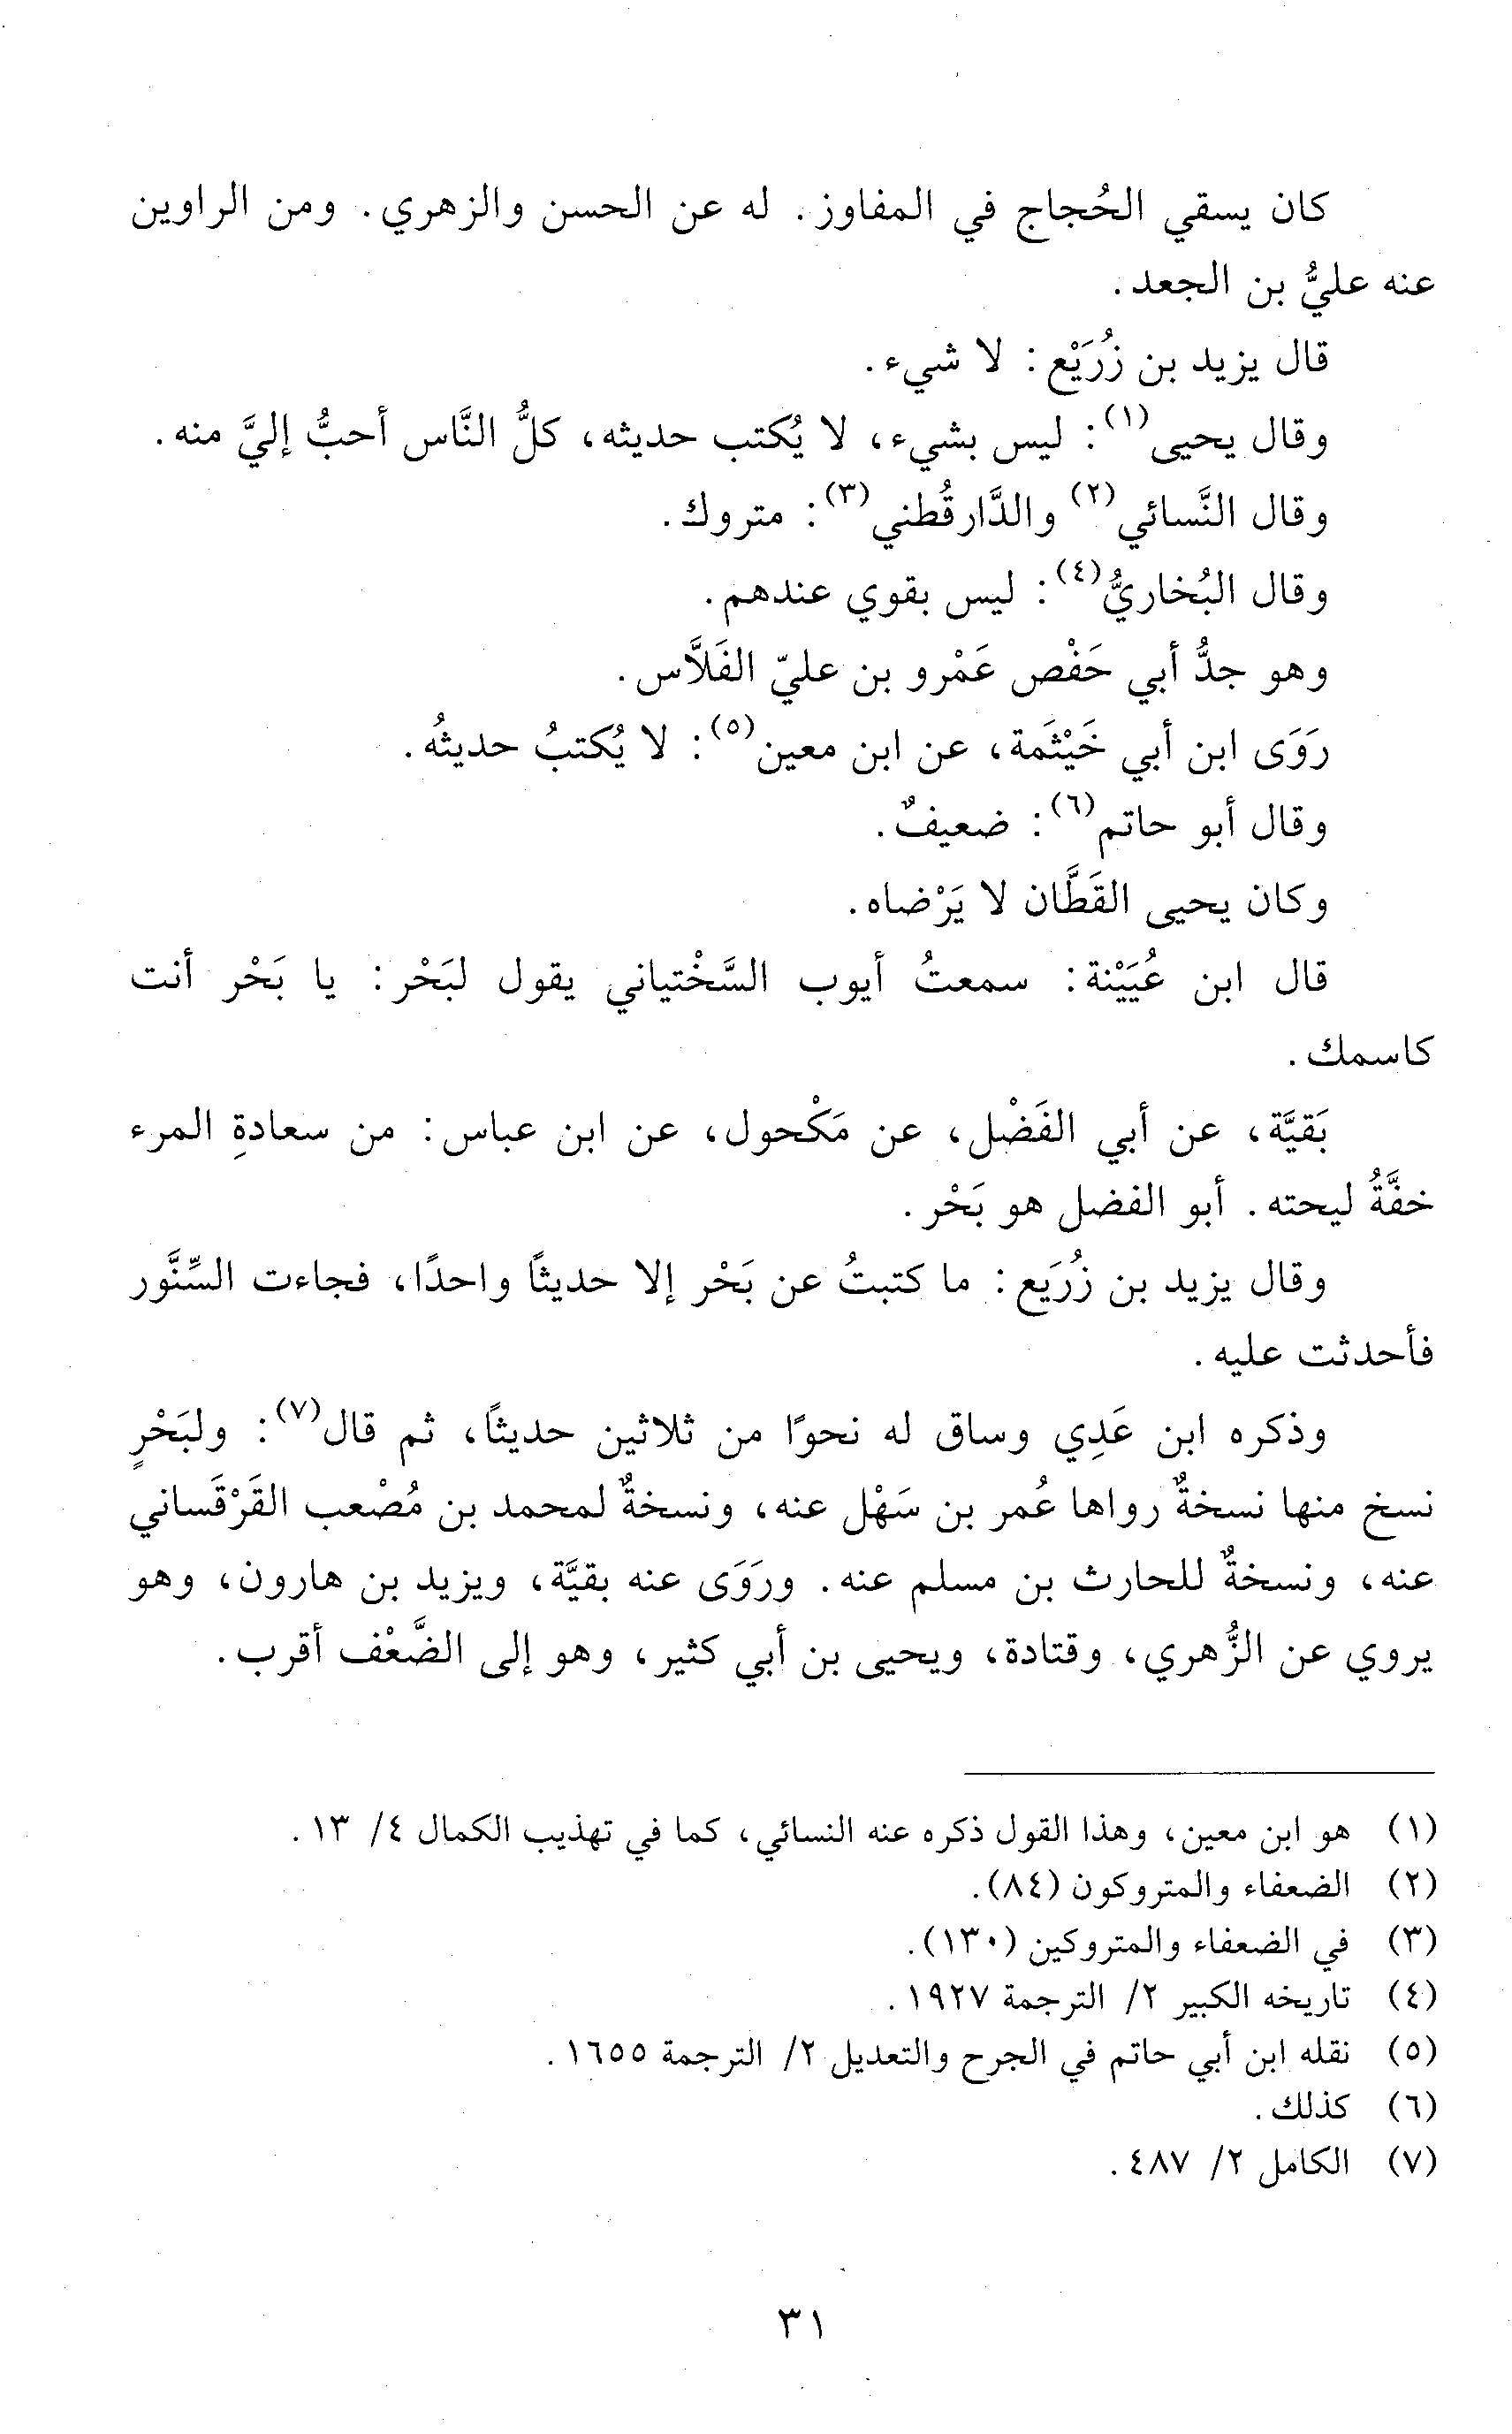 كان يسقي الحُجاج في المفاوز. له عن الحسن والزهري. ومن الراوين
عنه عليُّ بن الجعد.
قال يزيد بن زُرَيْع: لا شيء.
وقال يحيى(١): ليس بشيء، لا يُكتب حديثه، كلُّ النَّاس أحبُّ إليَّ منه.
وقال النَّسائي(٢) والدَّارقُطني(٣): متروك.
وقال البُخاريُّ(٤): ليس بقوي عندهم.
وهو جدُّ أبي حَفْص عَمْرو بن عليّ الفَلاَّس.
رَوَى ابن أبي خَيْثَمة، عن ابن معين(٥): لا يُكتبُ حديثُه.
وقال أبو حاتم(٦): ضعيفٌ.
وكان يحيى القَطَّان لا يَرْضاه.
قال ابن عُيَيْنة: سمعتُ أيوب السَّخْتياني يقول لبَحْر: يا بَحْر أنت
كاسمك.
بَقيَّة، عن أبي الفَضْل، عن مَكْحول، عن ابن عباس: من سعادةِ المرء
خفَّةُ ليحته. أبو الفضل هو بَحْر.
وقال يزيد بن زُرَيع: ما كتبتُ عن بَحْر إلا حديثًا واحدًا، فجاءت السِّنَّور
فأحدثت عليه.
وذكره ابن عَدِي وساق له نحوًا من ثلاثين حديثًا، ثم قال(٧): ولبَحْرٍ
نسخ منها نسخةٌ رواها عُمر بن سَهْل عنه، ونسخةٌ لمحمد بن مُصْعب القَرْقَساني
عنه، ونسخةٌ للحارث بن مسلم عنه. ورَوَى عنه بقيَّة، ويزيد بن هارون، وهو
يروي عن الزُّهري، وقتادة، ويحيى بن أبي كثير، وهو إلى الضَّعْف أقرب.
(١) هو ابن معين، وهذا القول ذكره عنه النسائي، كما في تهذيب الكمال ٤/ ١٣.
(٢) الضعفاء والمتروكون (٨٤).
(٣) في الضعفاء والمتروكين (١٣٠).
(٤) تاريخه الكبير ٢/ الترجمة ١٩٢٧.
(٥) نقله ابن أبي حاتم في الجرح والتعديل ٢/ الترجمة ١٦٥٥.
(٦) كذلك.
(٧) الكامل ٢/ ٤٨٧.
٣١